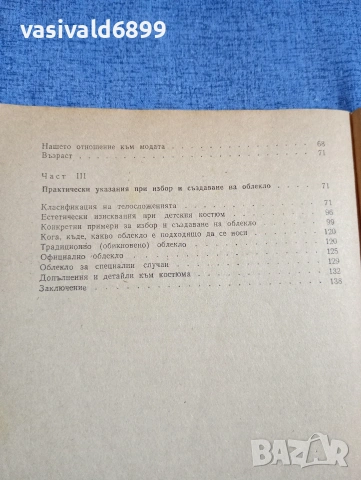 vasivald6899
Нашето отношение към модата . . . . . . . . 68
Възраст . . . . . . . . . . . . . . . 71
Част III
Практически указания при избор и създаване на облекло . . 71
Класификация на телосложенията . . . . . . . 71
Естетически изисквания при детския костюм . . . . 96
Конкретни примери за избор и създаване на облекло . . 99
Кога, къде, какво облекло е подходящо да се носи . . . 120
Традиционно (обикновено) облекло . . . . . . . 120
Официално облекло . . . . . . . . . . . 125
Облекло за специални случаи . . . . . . . . 129
Допълнения и детайли към костюма . . . . . . . 132
Заключение . . . . . . . . . . . . . . 138
BAZAR